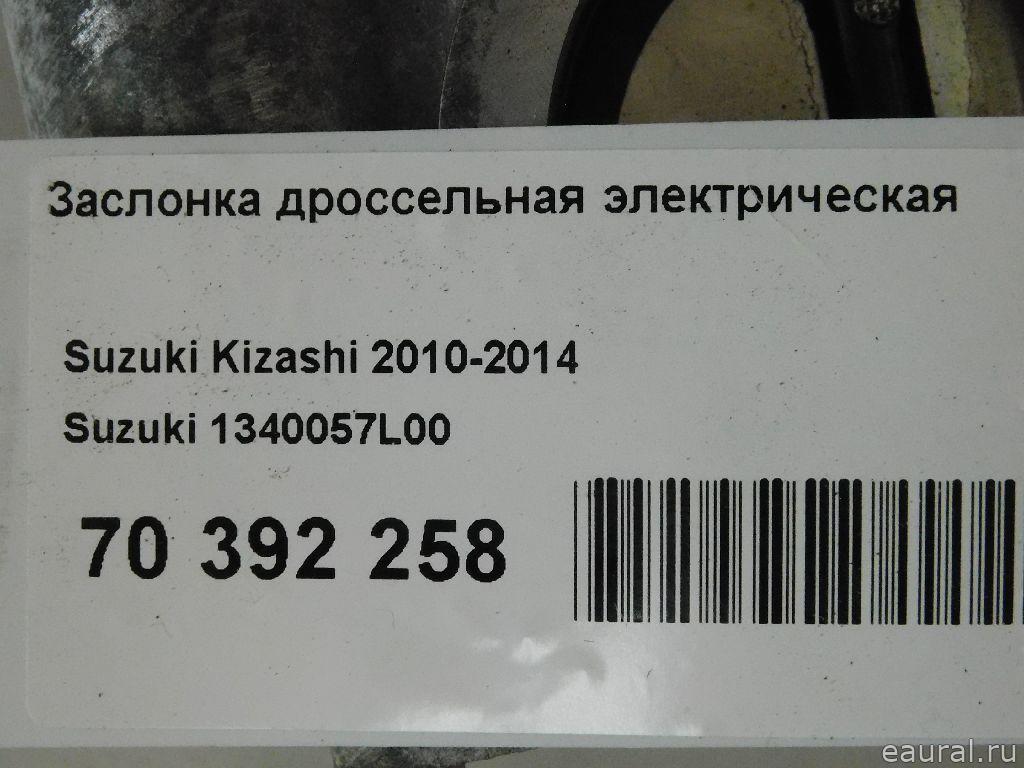 Заслонка дроссельная электрическая
Suzuki Kizashi 2010-2014
Suzuki 1340057L00
70 392 258
eaural.ru